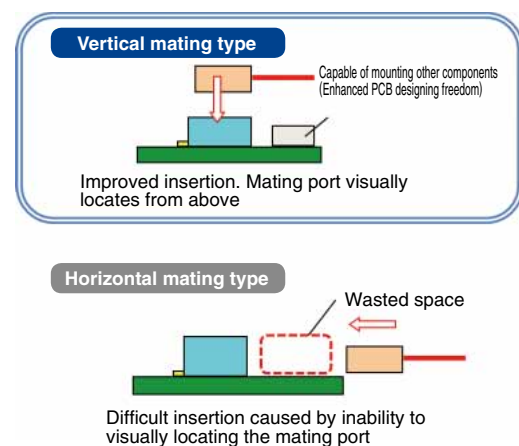 Vertical mating type
Capable of mounting other components
(Enhanced PCB designing freedom)
Improved insertion. Mating port visually
locates from above
Horizontal mating type
Wasted space
Difficult insertion caused by inability to
visually locating the mating port